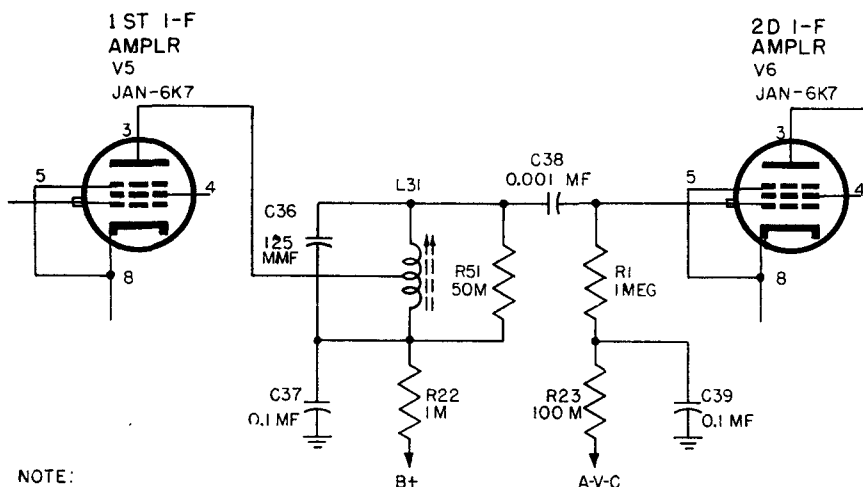 1 ST I-F
AMPLR
V5
JAN-6K7
2D I-F
AMPLR
V6
JAN-6K7
3
5
4
8
C36
125
MMF
L31
C38
0.001 MF
R51
50M
R1
1MEG
3
5
4
8
C37
0.1 MF
R22
1M
R23
100 M
C39
0.1 MF
NOTE:
B+
A-V-C